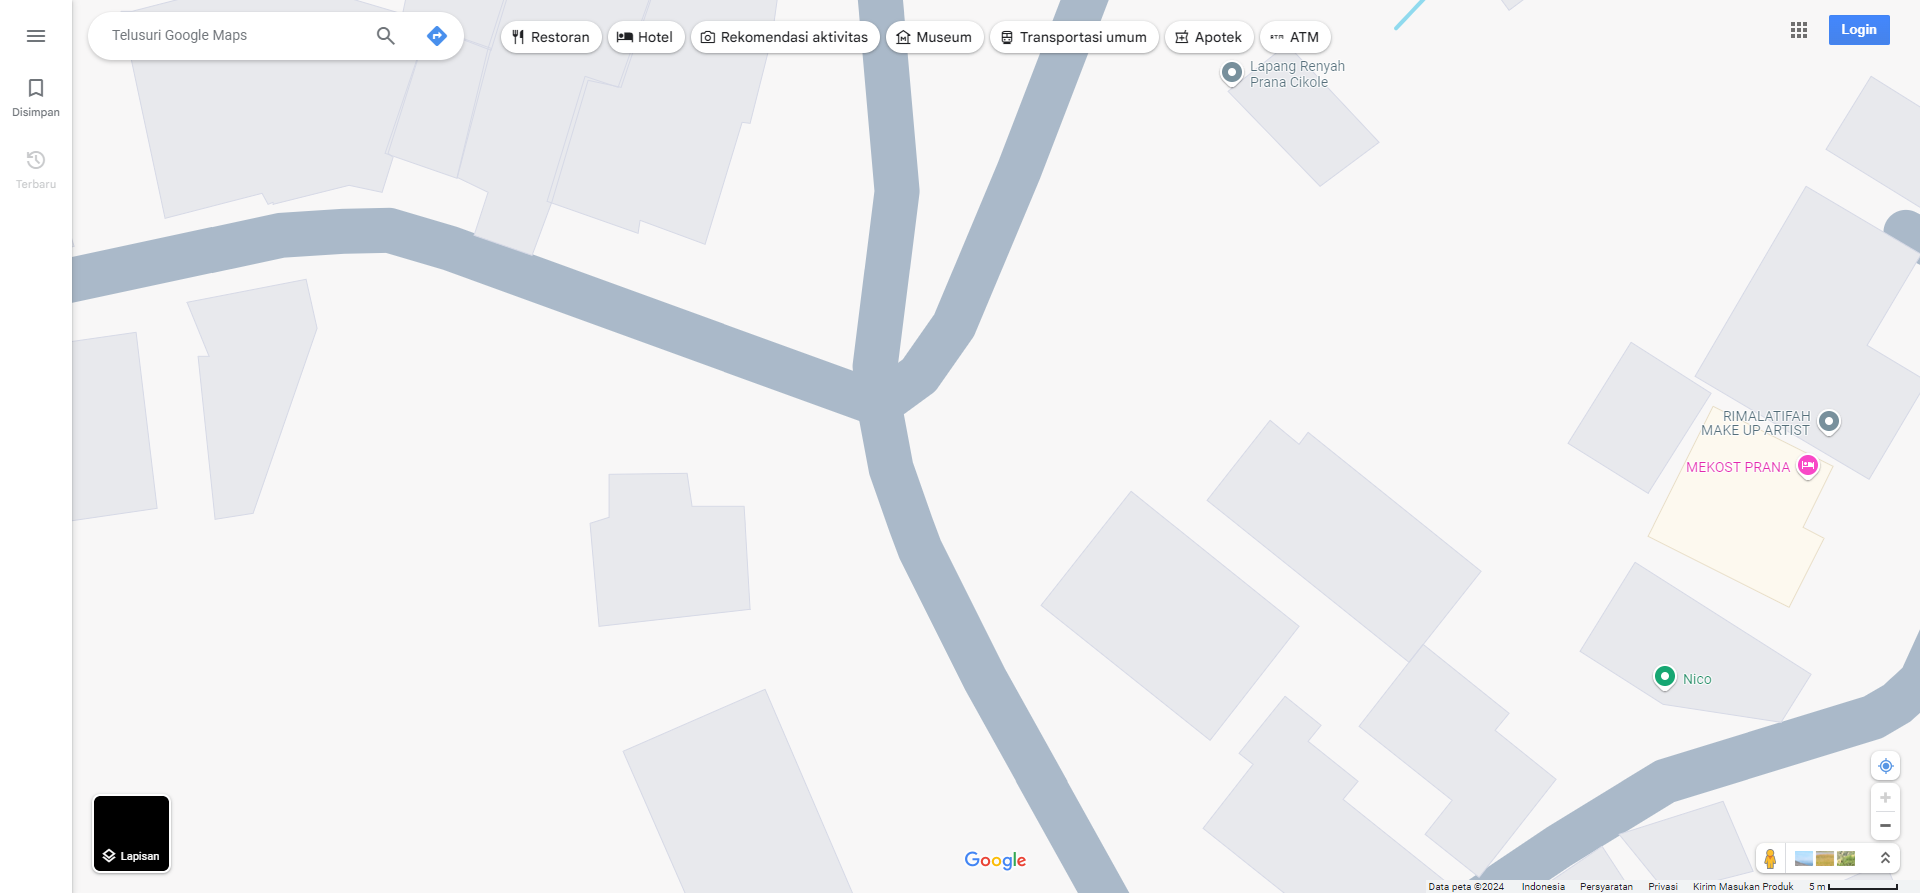 Telusuri Google Maps
Restoran
Hotel
Rekomendasi aktivitas
Museum
Transportasi umum
Apotek
ATM
Login
Disimpan
Terbaru
Lapang Renyah
Prana Cikole
RIMALATIFAH
MAKE UP ARTIST
MEKOST PRANA
Nico
Lapisan
Google
Data peta ©2024 Indonesia Persyaratan Privasi Kirim Masukan Produk 5 m